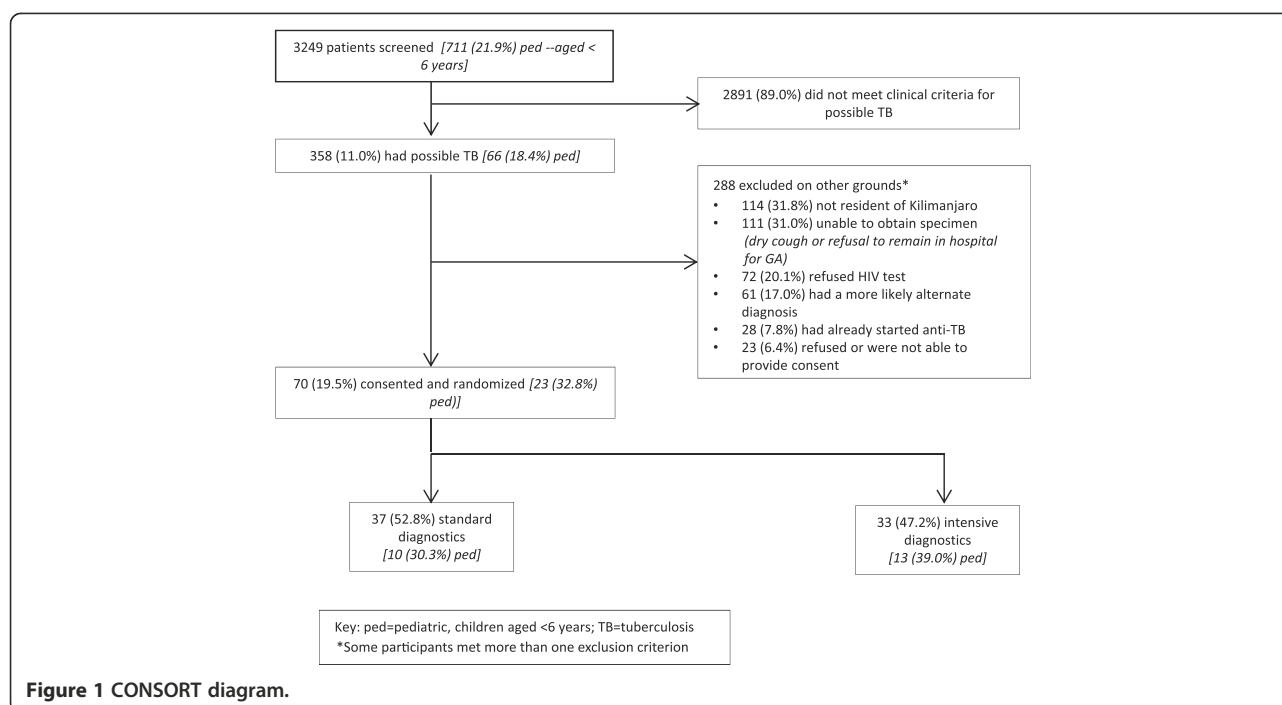 3249 patients screened [711 (21.9%) ped --aged <
6 years]
2891 (89.0%) did not meet clinical criteria for
possible TB
358 (11.0%) had possible TB [66 (18.4%) ped]
288 excluded on other grounds*
• 114 (31.8%) not resident of Kilimanjaro
• 111 (31.0%) unable to obtain specimen
(dry cough or refusal to remain in hospital
for GA)
• 72 (20.1%) refused HIV test
• 61 (17.0%) had a more likely alternate
diagnosis
• 28 (7.8%) had already started anti-TB
• 23 (6.4%) refused or were not able to
provide consent
70 (19.5%) consented and randomized [23 (32.8%)
ped)]
37 (52.8%) standard
diagnostics
[10 (30.3%) ped]
33 (47.2%) intensive
diagnostics
[13 (39.0%) ped]
Key: ped=pediatric, children aged <6 years; TB=tuberculosis
*Some participants met more than one exclusion criterion
Figure 1 CONSORT diagram.